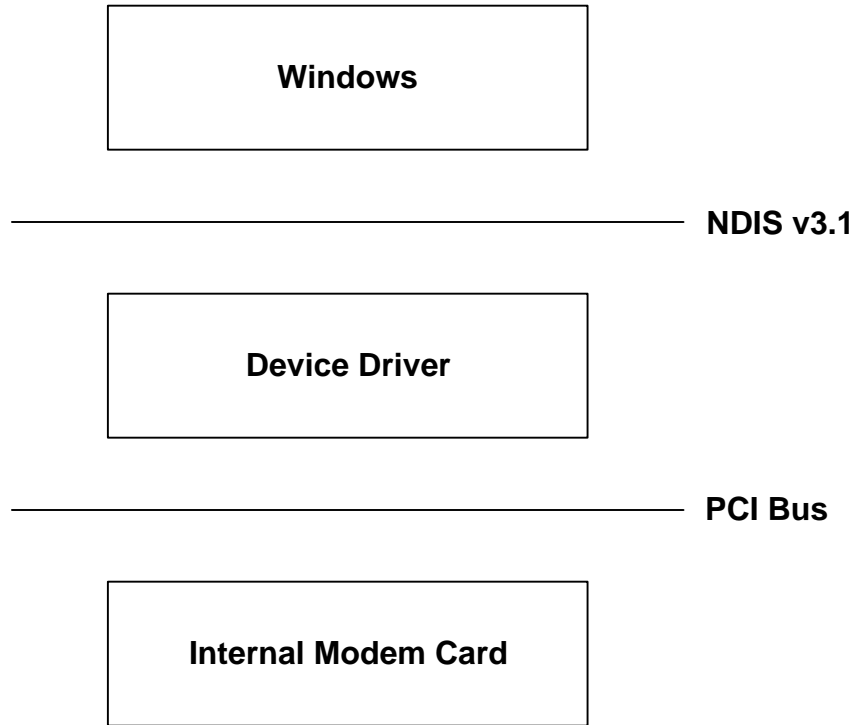 Windows
NDIS v3.1
Device Driver
PCI Bus
Internal Modem Card